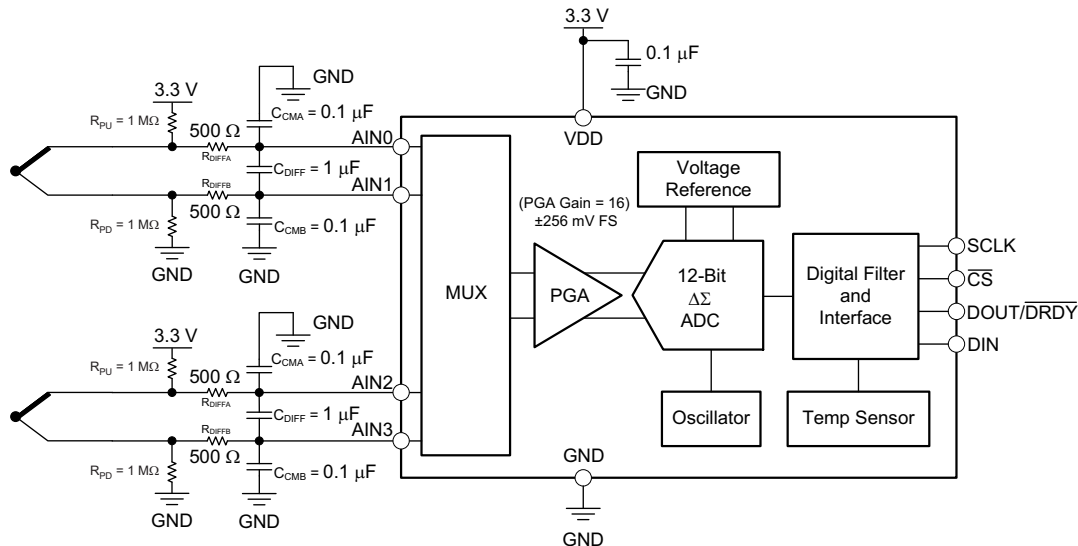 3.3 V
0.1 μF
GND
VDD
GND
3.3 V
C_CMA = 0.1 μF
R_PU = 1 MΩ
500 Ω
R_DIFFA
AIN0
C_DIFF = 1 μF
R_DIFFB
AIN1
500 Ω
R_PD = 1 MΩ
C_CMB = 0.1 μF
GND
GND
GND
3.3 V
C_CMA = 0.1 μF
R_PU = 1 MΩ
500 Ω
R_DIFFA
AIN2
C_DIFF = 1 μF
R_DIFFB
AIN3
500 Ω
R_PD = 1 MΩ
C_CMB = 0.1 μF
GND
GND
MUX
(PGA Gain = 16)
±256 mV FS
PGA
Voltage
Reference
12-Bit
ΔΣ
ADC
Oscillator
Digital Filter
and
Interface
Temp Sensor
SCLK
C̅S̅
DOUT/D̅R̅D̅Y̅
DIN
GND
GND